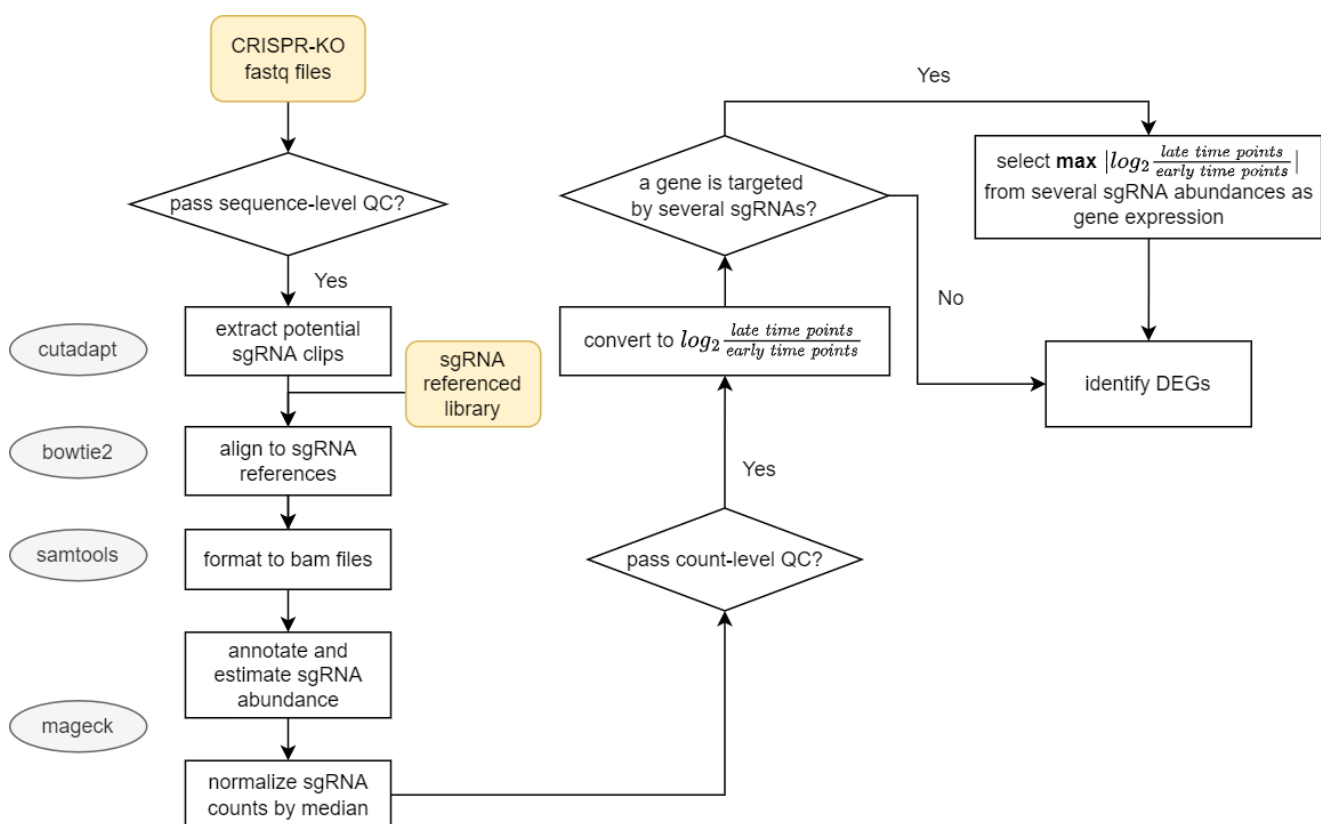 CRISPR-KO
fastq files
pass sequence-level QC?
Yes
cutadapt
extract potential
sgRNA clips
sgRNA
referenced
library
bowtie2
align to sgRNA
references
samtools
format to bam files
annotate and
estimate sgRNA
abundance
mageck
normalize sgRNA
counts by median
pass count-level QC?
Yes
convert to log₂ late time points / early time points
a gene is targeted
by several sgRNAs?
Yes
select max |log₂ late time points / early time points|
from several sgRNA abundances as
gene expression
No
identify DEGs